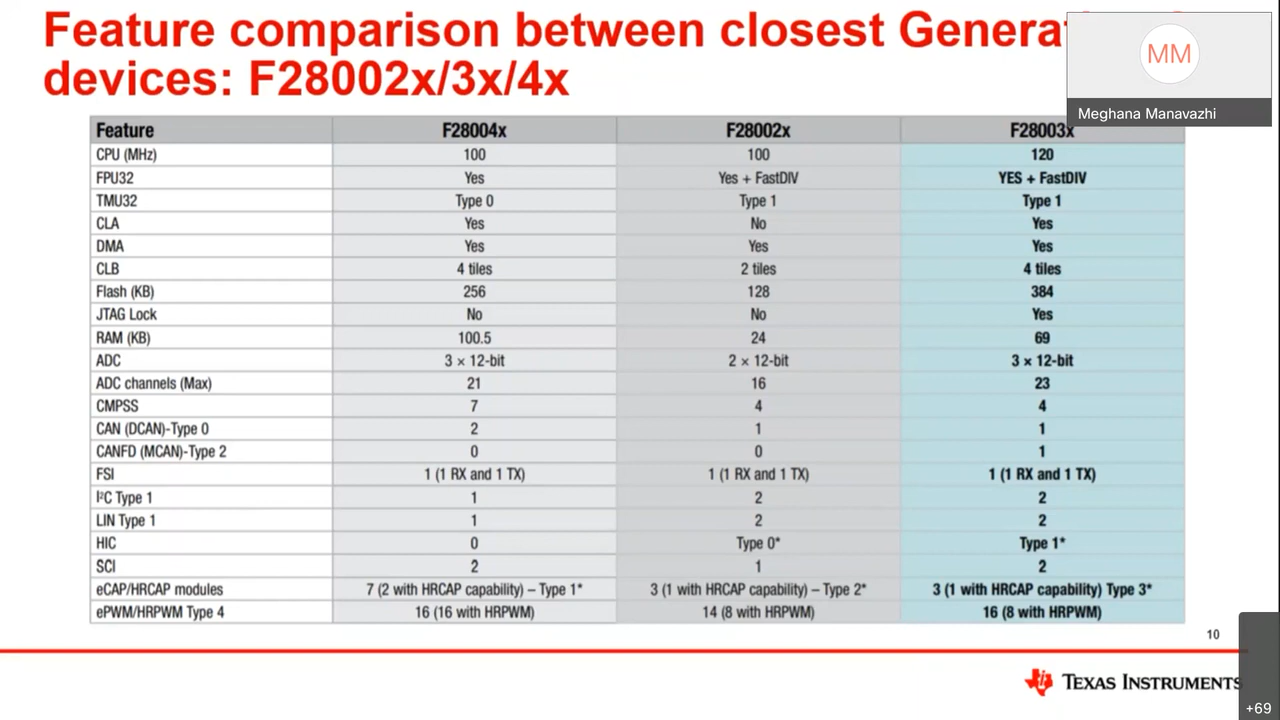 Feature comparison between closest Genera
devices: F28002x/3x/4x
MM
Meghana Manavazhi
Feature F28004x F28002x F28003x
CPU (MHz) 100 100 120
FPU32 Yes Yes + FastDIV YES + FastDIV
TMU32 Type 0 Type 1 Type 1
CLA Yes No Yes
DMA Yes Yes Yes
CLB 4 tiles 2 tiles 4 tiles
Flash (KB) 256 128 384
JTAG Lock No No Yes
RAM (KB) 100.5 24 69
ADC 3 × 12-bit 2 × 12-bit 3 × 12-bit
ADC channels (Max) 21 16 23
CMPSS 7 4 4
CAN (DCAN)-Type 0 2 1 1
CANFD (MCAN)-Type 2 0 0 1
FSI 1 (1 RX and 1 TX) 1 (1 RX and 1 TX) 1 (1 RX and 1 TX)
I²C Type 1 1 2 2
LIN Type 1 1 2 2
HIC 0 Type 0* Type 1*
SCI 2 1 2
eCAP/HRCAP modules 7 (2 with HRCAP capability) – Type 1* 3 (1 with HRCAP capability) – Type 2* 3 (1 with HRCAP capability) Type 3*
ePWM/HRPWM Type 4 16 (16 with HRPWM) 14 (8 with HRPWM) 16 (8 with HRPWM)
10
TEXAS INSTRUMENTS
+69